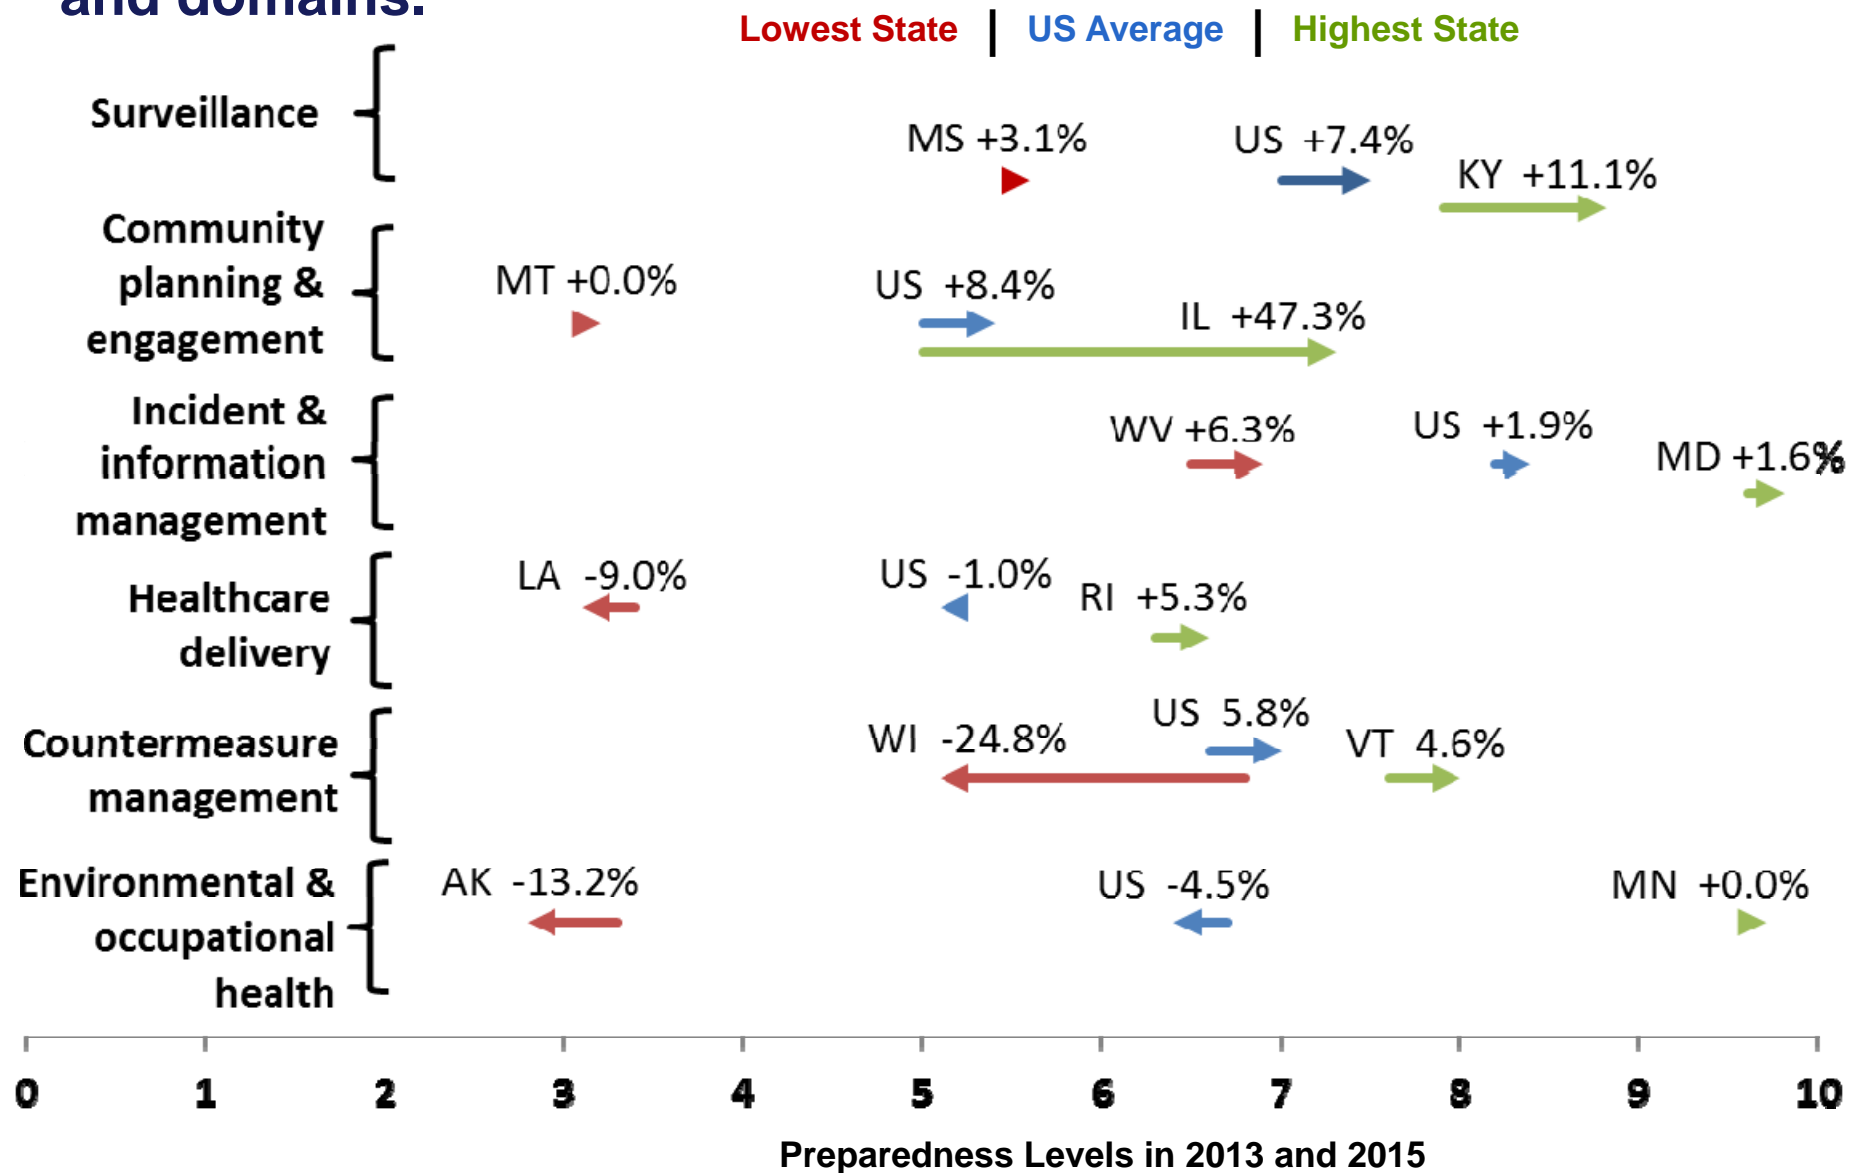 and domains.
Lowest State | US Average | Highest State
Surveillance
MS +3.1%
US +7.4%
KY +11.1%
Community
planning &
engagement
MT +0.0%
US +8.4%
IL +47.3%
Incident &
information
management
WV +6.3%
US +1.9%
MD +1.6%
Healthcare
delivery
LA -9.0%
US -1.0%
RI +5.3%
Countermeasure
management
WI -24.8%
US 5.8%
VT 4.6%
Environmental &
occupational
health
AK -13.2%
US -4.5%
MN +0.0%
0 1 2 3 4 5 6 7 8 9 10
Preparedness Levels in 2013 and 2015